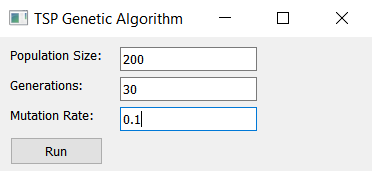 TSP Genetic Algorithm
Population Size: 200
Generations: 30
Mutation Rate: 0.1
Run